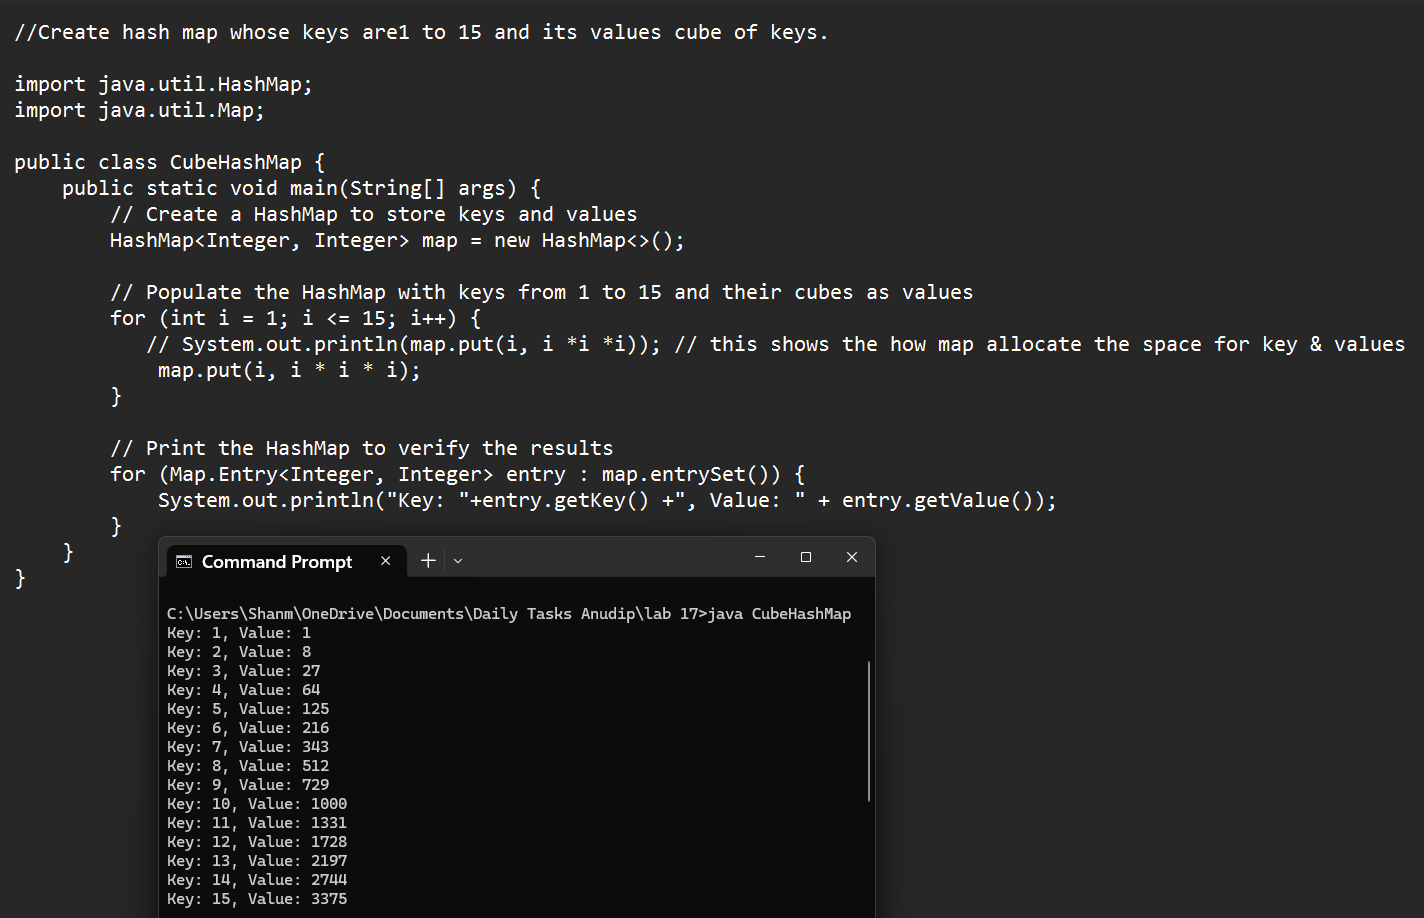 //Create hash map whose keys are1 to 15 and its values cube of keys.
import java.util.HashMap;
import java.util.Map;
public class CubeHashMap {
    public static void main(String[] args) {
        // Create a HashMap to store keys and values
        HashMap<Integer, Integer> map = new HashMap<>();
        // Populate the HashMap with keys from 1 to 15 and their cubes as values
        for (int i = 1; i <= 15; i++) {
           // System.out.println(map.put(i, i *i *i)); // this shows the how map allocate the space for key & values
            map.put(i, i * i * i);
        }
        // Print the HashMap to verify the results
        for (Map.Entry<Integer, Integer> entry : map.entrySet()) {
            System.out.println("Key: "+entry.getKey() +", Value: " + entry.getValue());
        }
    }
}
Command Prompt
C:\Users\Shanm\OneDrive\Documents\Daily Tasks Anudip\lab 17>java CubeHashMap
Key: 1, Value: 1
Key: 2, Value: 8
Key: 3, Value: 27
Key: 4, Value: 64
Key: 5, Value: 125
Key: 6, Value: 216
Key: 7, Value: 343
Key: 8, Value: 512
Key: 9, Value: 729
Key: 10, Value: 1000
Key: 11, Value: 1331
Key: 12, Value: 1728
Key: 13, Value: 2197
Key: 14, Value: 2744
Key: 15, Value: 3375